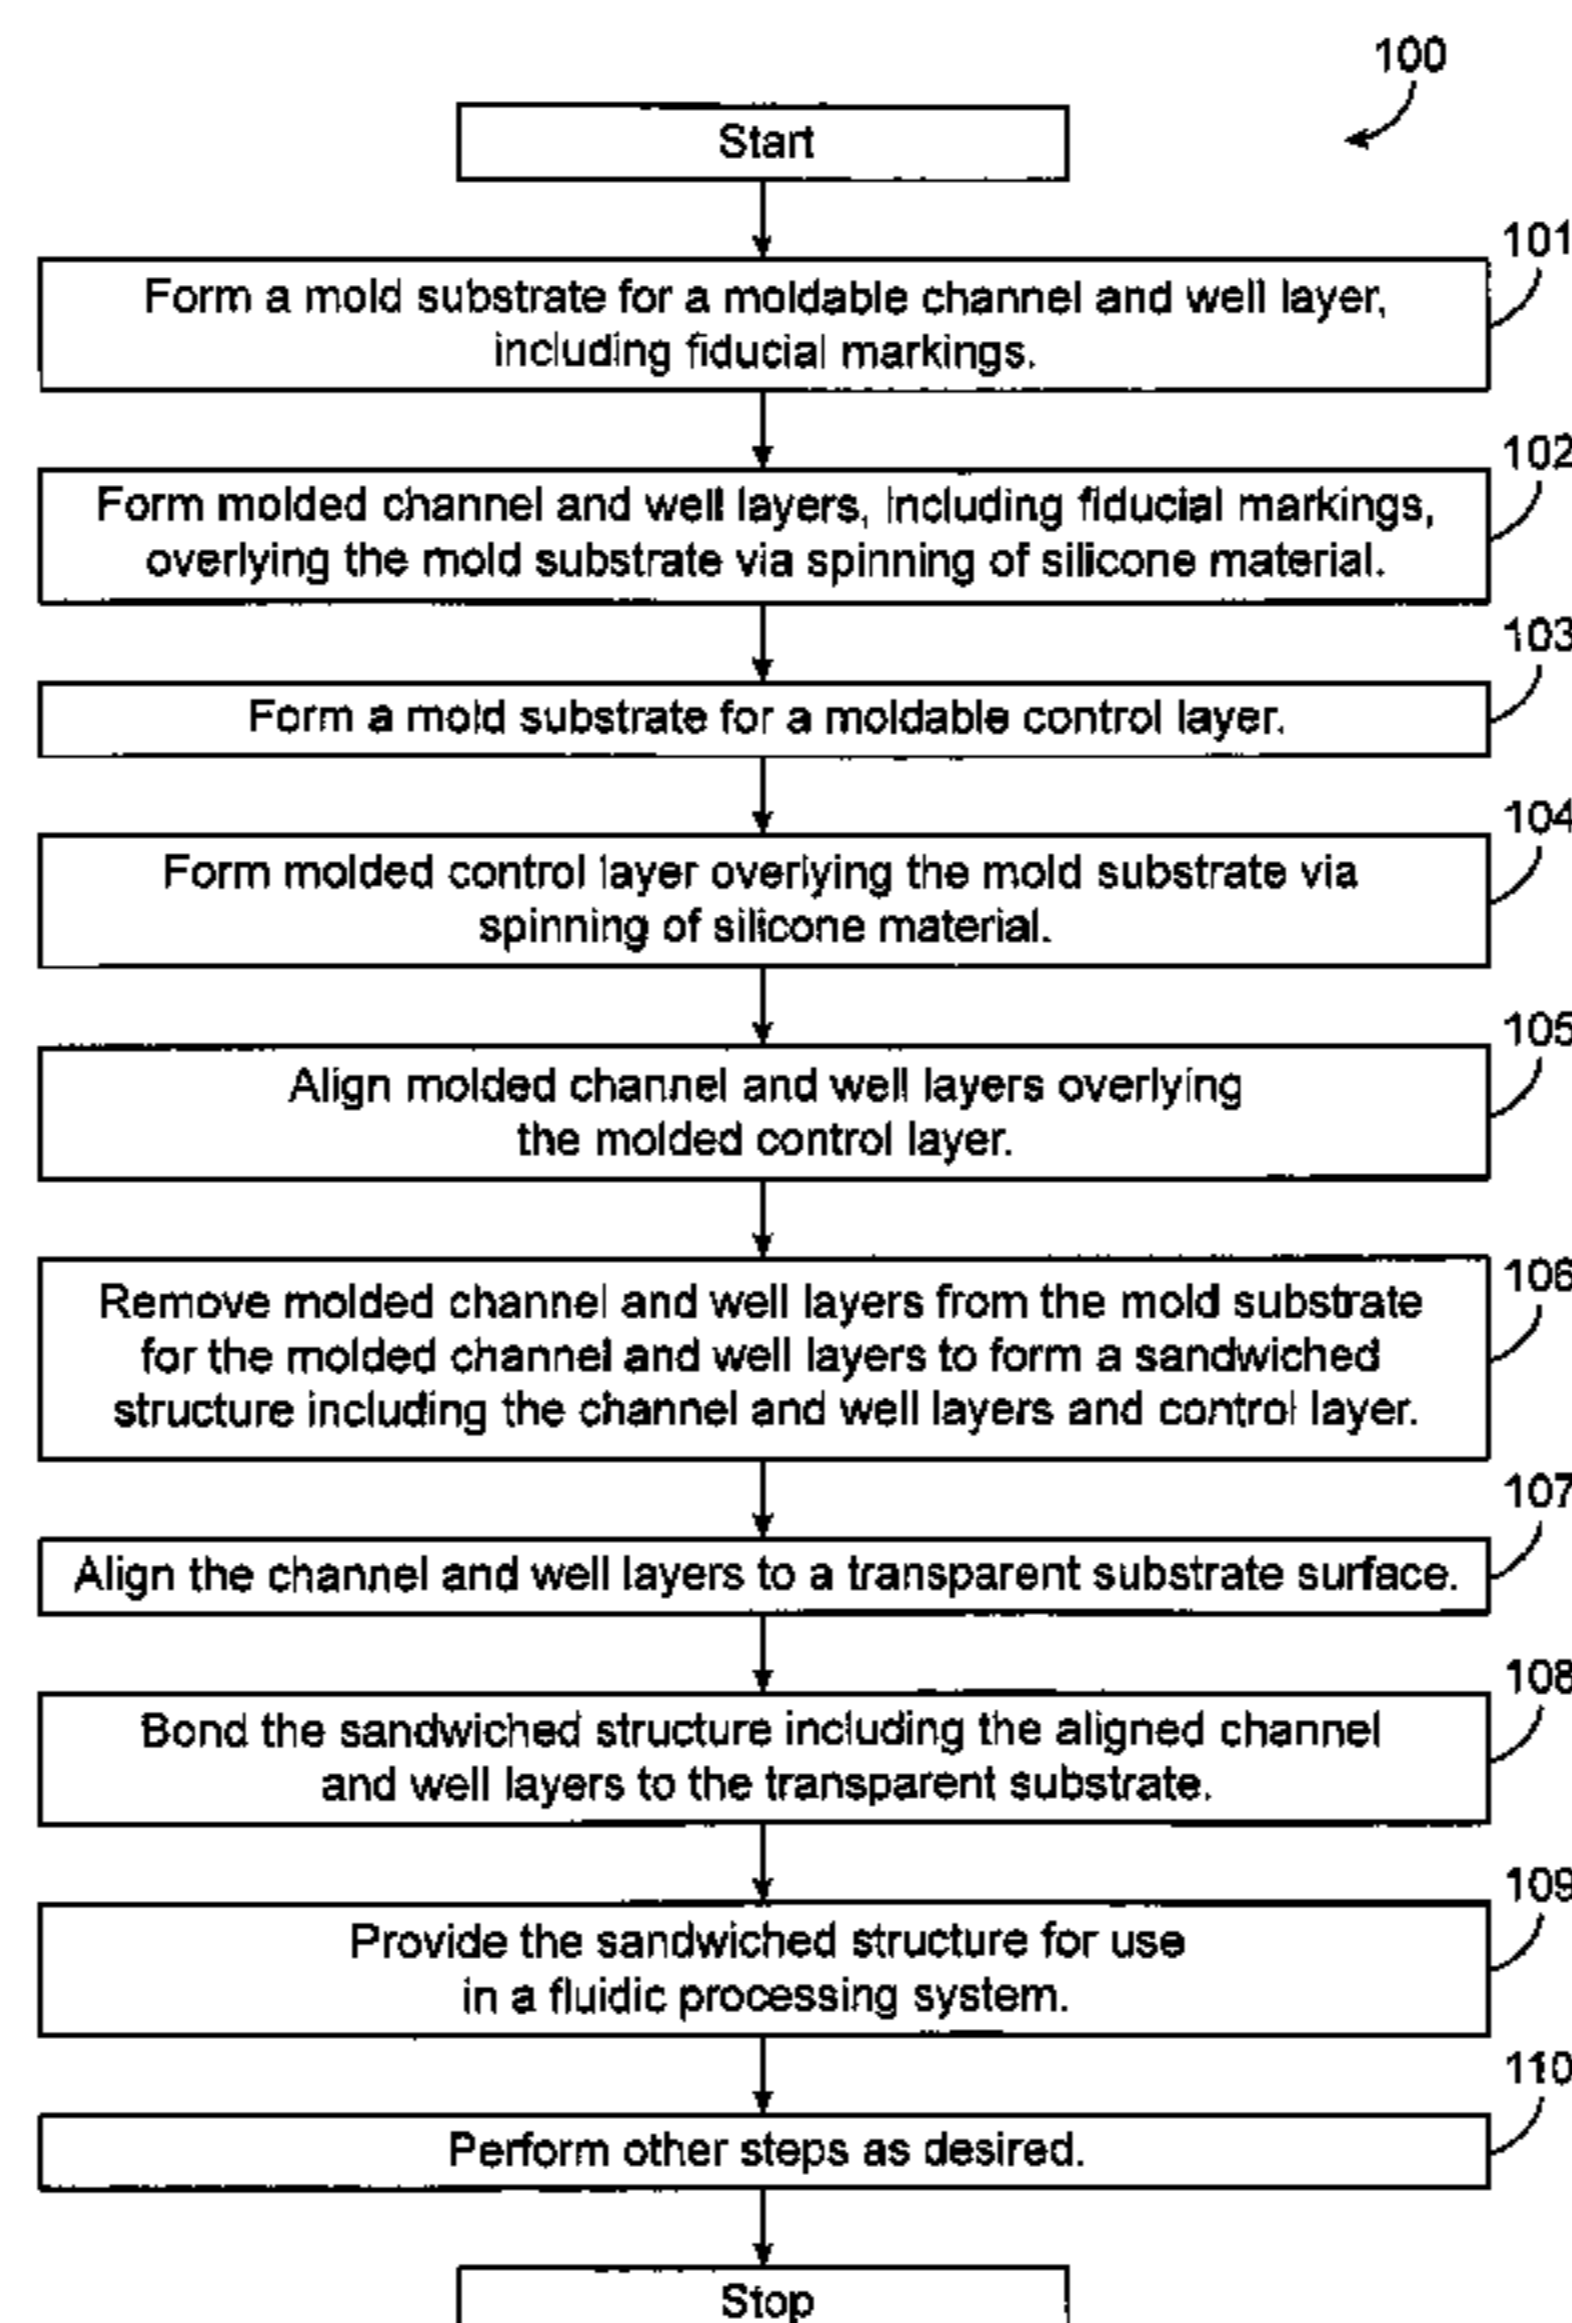 100
Start
101
Form a mold substrate for a moldable channel and well layer,
including fiducial markings.
102
Form molded channel and well layers, including fiducial markings,
overlying the mold substrate via spinning of silicone material.
103
Form a mold substrate for a moldable control layer.
104
Form molded control layer overlying the mold substrate via
spinning of silicone material.
105
Align molded channel and well layers overlying
the molded control layer.
106
Remove molded channel and well layers from the mold substrate
for the molded channel and well layers to form a sandwiched
structure including the channel and well layers and control layer.
107
Align the channel and well layers to a transparent substrate surface.
108
Bond the sandwiched structure including the aligned channel
and well layers to the transparent substrate.
109
Provide the sandwiched structure for use
in a fluidic processing system.
110
Perform other steps as desired.
Stop